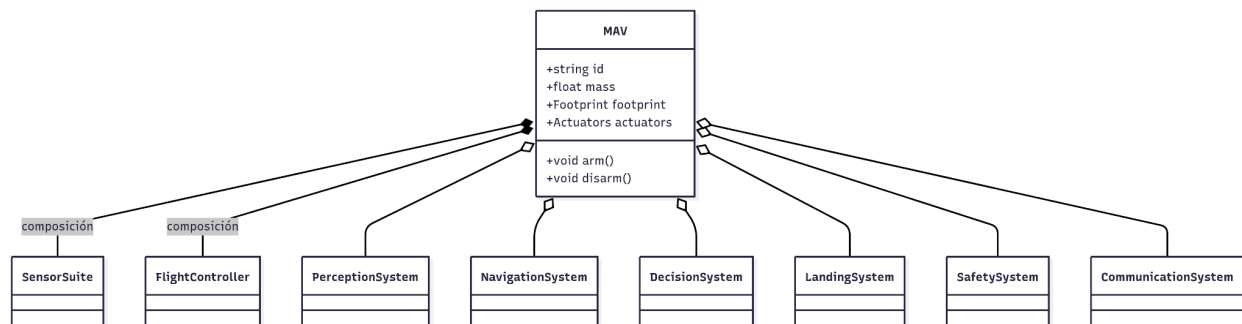 MAV
+string id
+float mass
+Footprint footprint
+Actuators actuators
+void arm()
+void disarm()
composición
composición
SensorSuite
FlightController
PerceptionSystem
NavigationSystem
DecisionSystem
LandingSystem
SafetySystem
CommunicationSystem